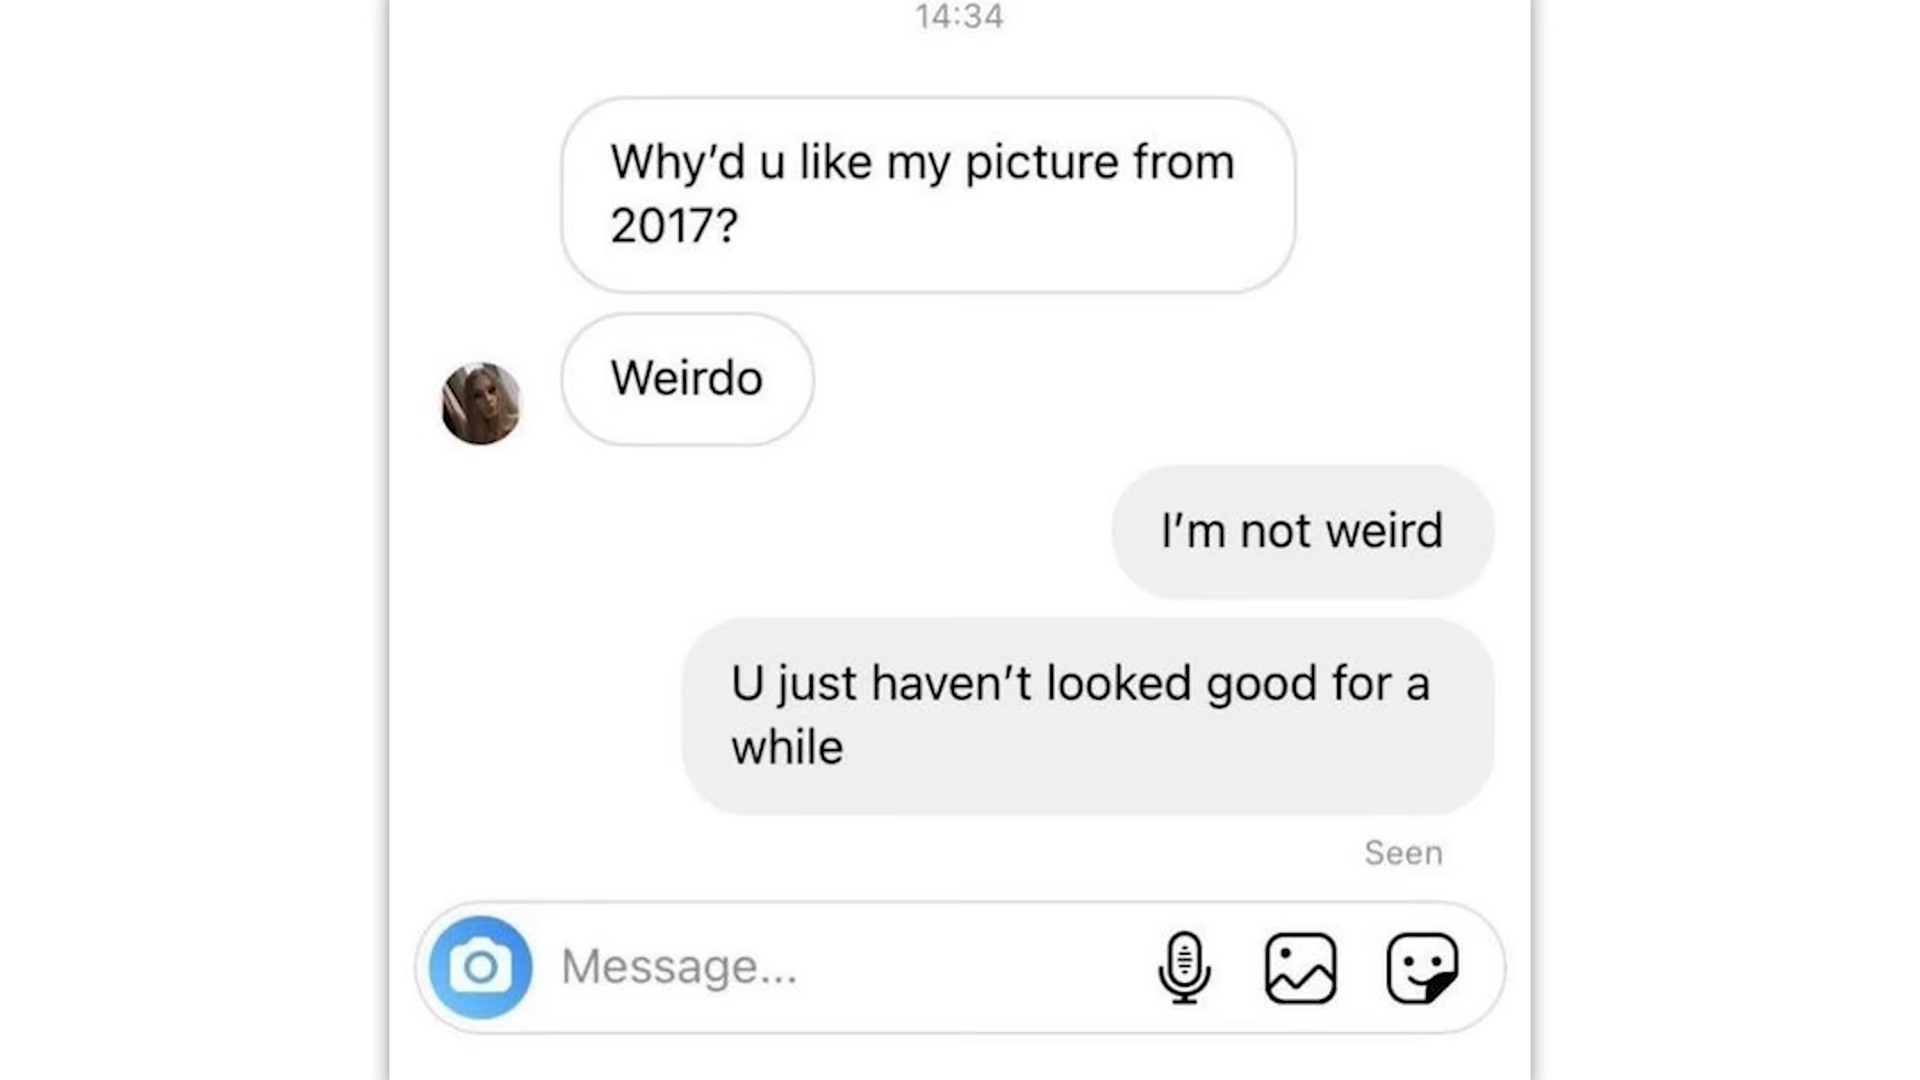 14:34
Why’d u like my picture from
2017?
Weirdo
I’m not weird
U just haven’t looked good for a
while
Seen
Message...